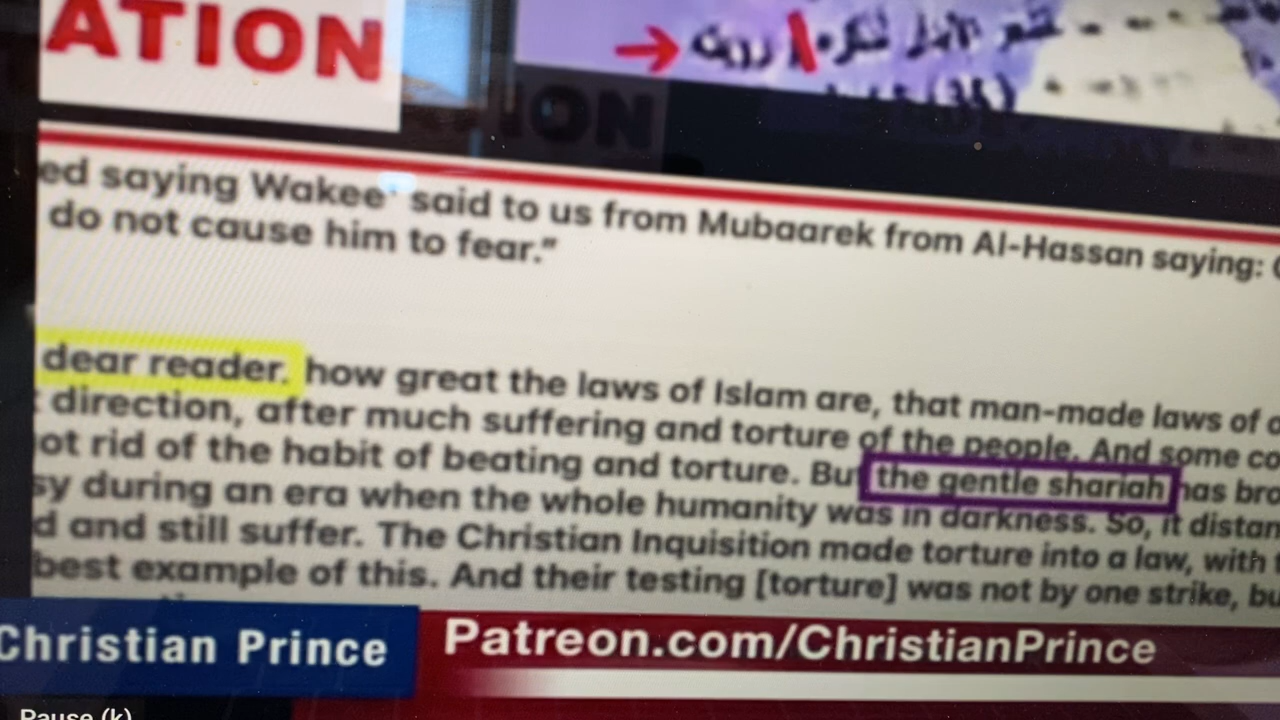 ATION
ION
ed saying Wakee' said to us from Mubaarek from Al-Hassan saying:
do not cause him to fear."
dear reader. how great the laws of Islam are, that man-made laws of
direction, after much suffering and torture of the people. And some co
ot rid of the habit of beating and torture. But the gentle shariah has bro
sy during an era when the whole humanity was in darkness. So, it distan
d and still suffer. The Christian Inquisition made torture into a law, with
best example of this. And their testing [torture] was not by one strike, bu
Christian Prince
Patreon.com/ChristianPrince
Pause (k)